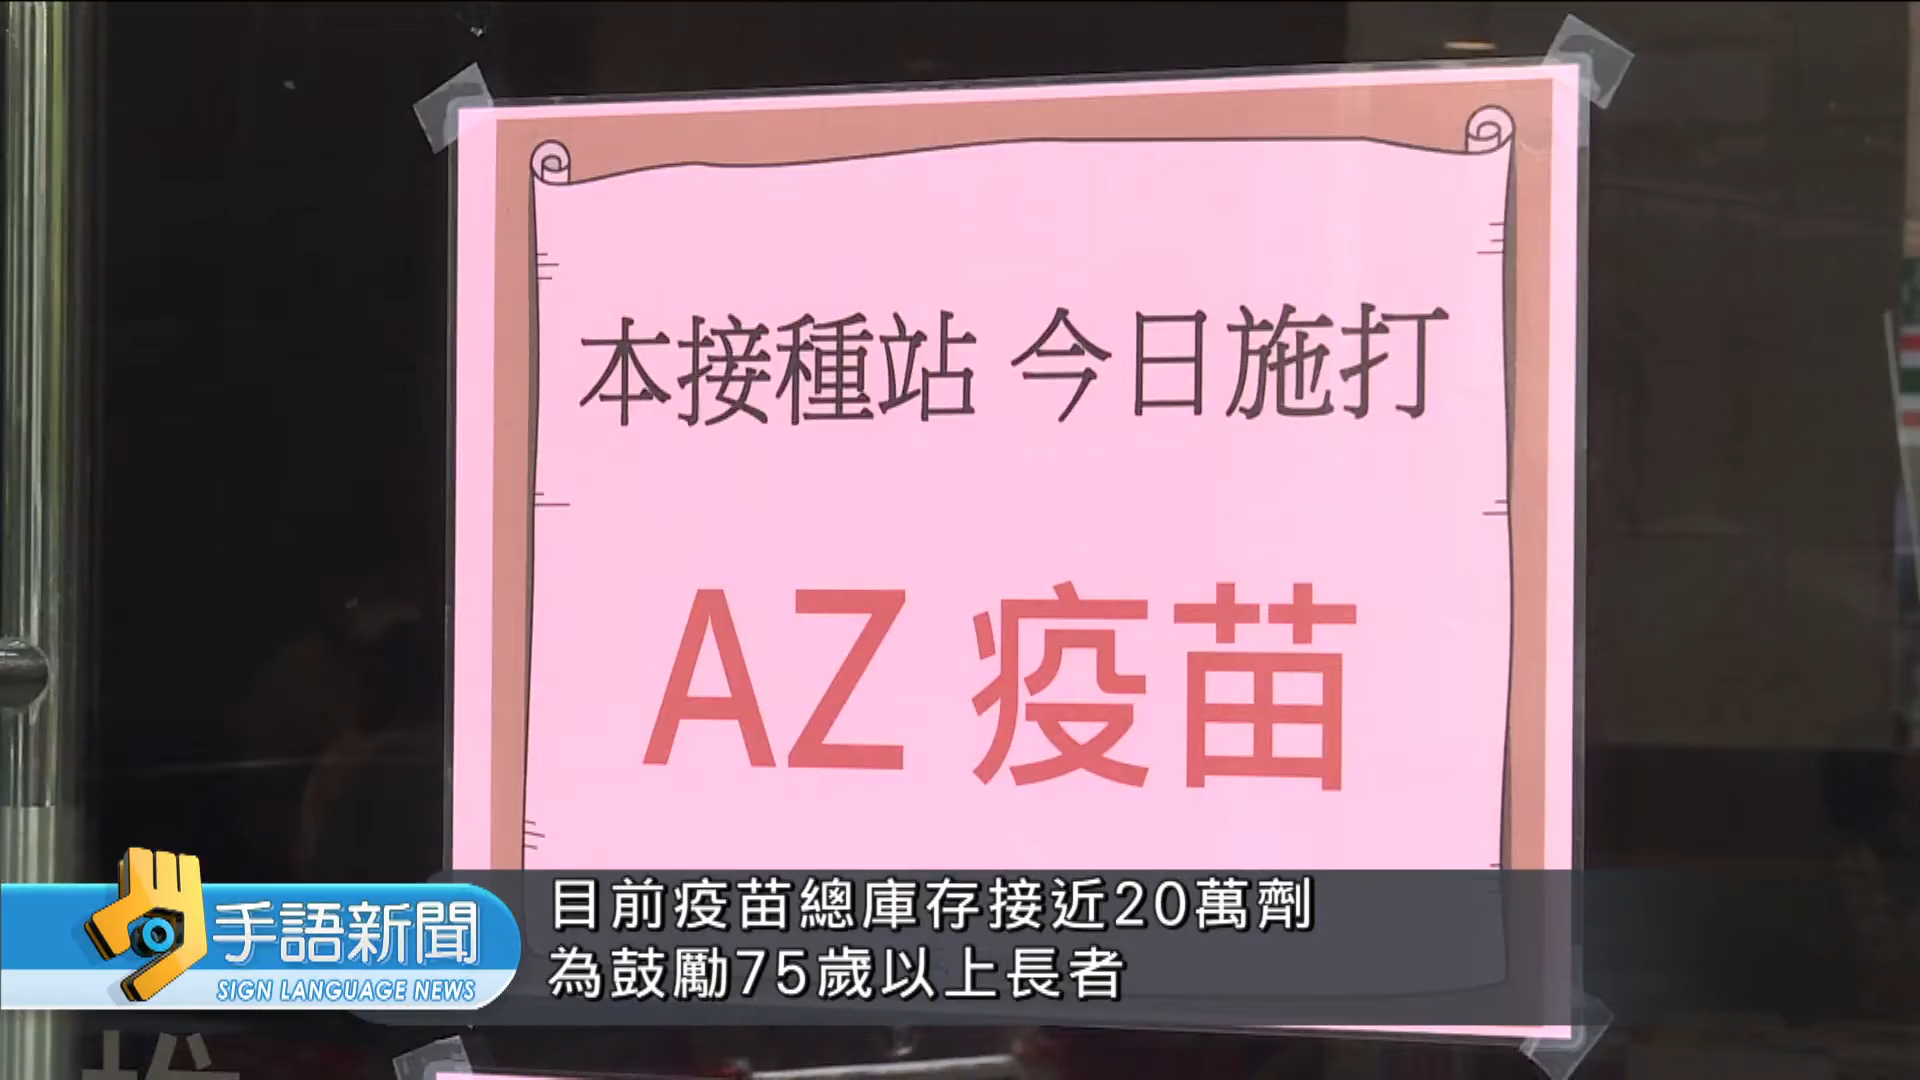 本接種站 今日施打
AZ 疫苗
手語新聞
SIGN LANGUAGE NEWS
目前疫苗總庫存接近20萬劑
為鼓勵75歲以上長者